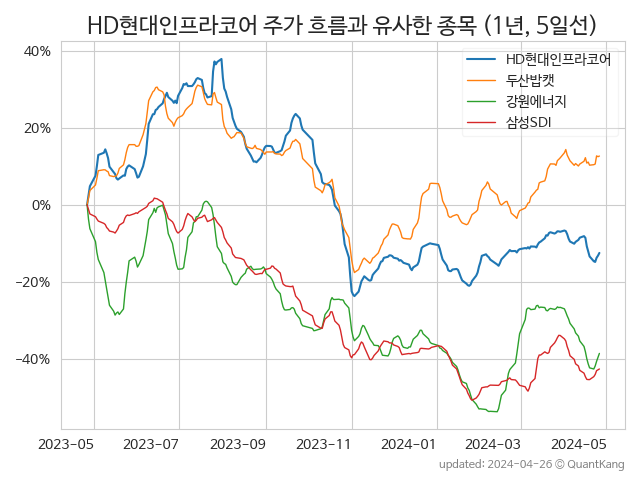 HD현대인프라코어 주가 흐름과 유사한 종목 (1년, 5일선)
HD현대인프라코어
두산밥캣
강원에너지
삼성SDI
40%
20%
0%
−20%
−40%
2023-05 2023-07 2023-09 2023-11 2024-01 2024-03 2024-05
updated: 2024-04-26 © QuantKang